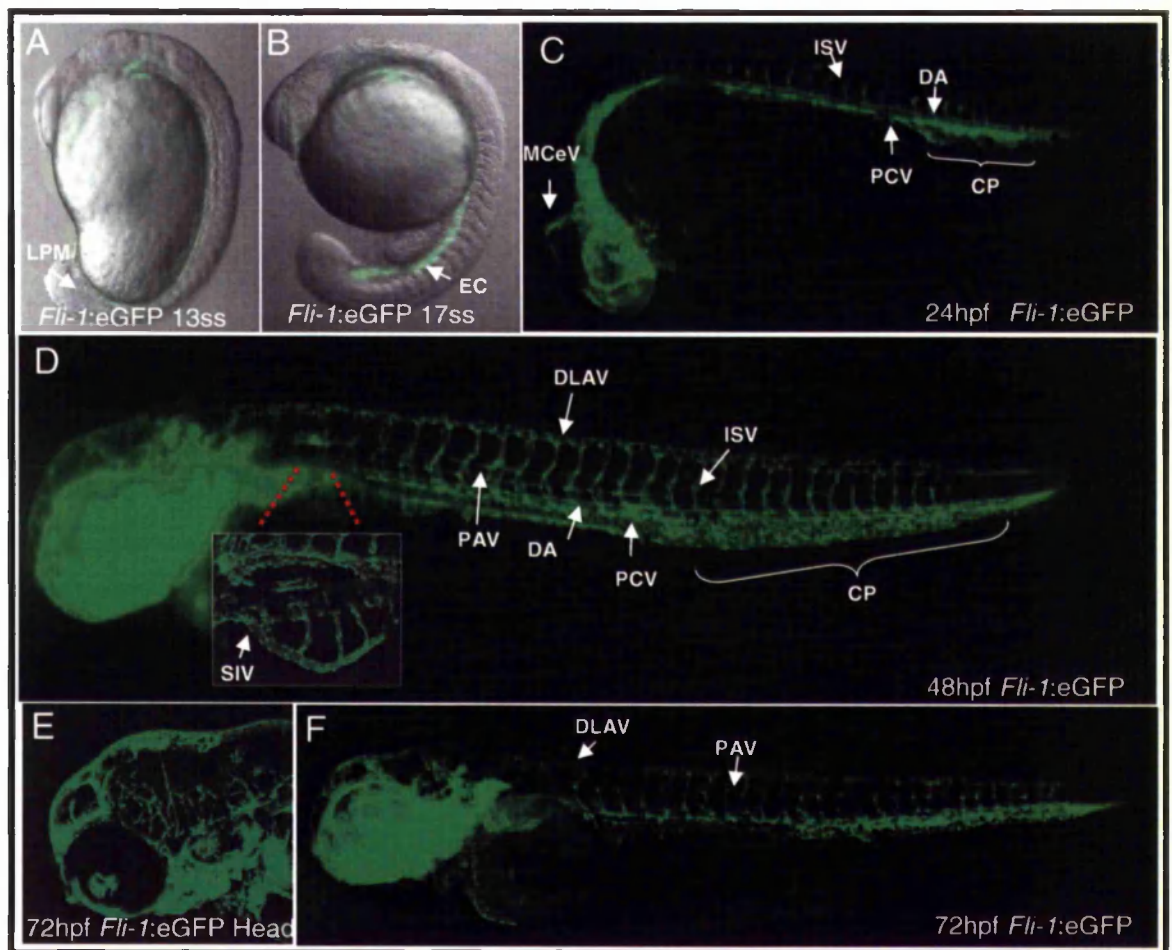 A
LPM
Fli-1:eGFP 13ss
B
EC
Fli-1:eGFP 17ss
C
ISV
DA
MCeV
PCV
CP
24hpf Fli-1:eGFP
D
DLAV
ISV
PAV
DA
PCV
CP
SIV
48hpf Fli-1:eGFP
E
72hpf Fli-1:eGFP Head
F
DLAV
PAV
72hpf Fli-1:eGFP